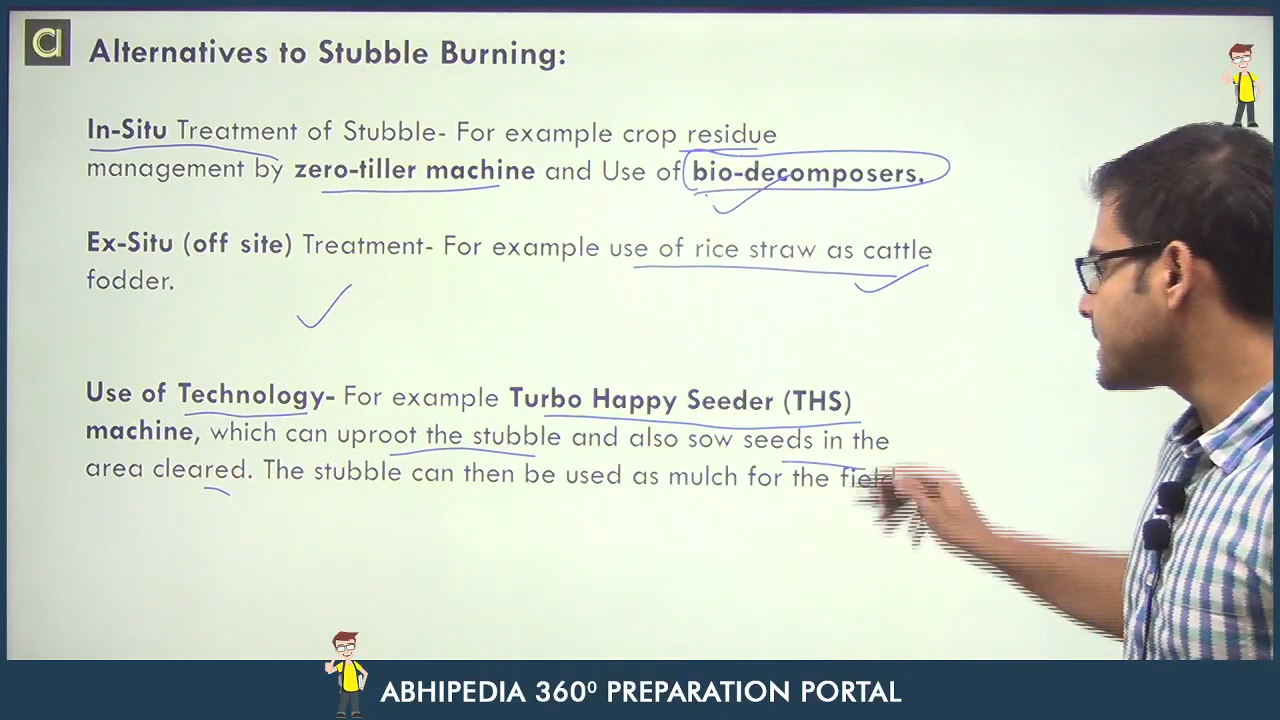 Alternatives to Stubble Burning:
In-Situ Treatment of Stubble- For example crop residue
management by zero-tiller machine and Use of bio-decomposers.
Ex-Situ (off site) Treatment- For example use of rice straw as cattle
fodder.
Use of Technology- For example Turbo Happy Seeder (THS)
machine, which can uproot the stubble and also sow seeds in the
area cleared. The stubble can then be used as mulch for the field
ABHIPEDIA 360⁰ PREPARATION PORTAL